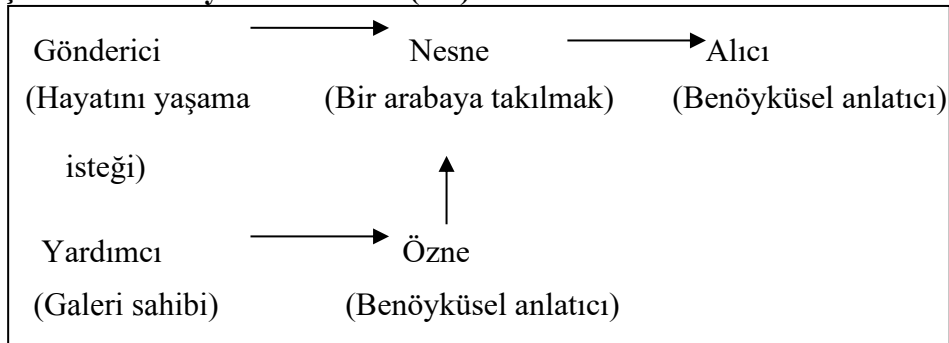 Gönderici Nesne Alıcı
(Hayatını yaşama (Bir arabaya takılmak) (Benöyküsel anlatıcı)
isteği)
Yardımcı Özne
(Galeri sahibi) (Benöyküsel anlatıcı)